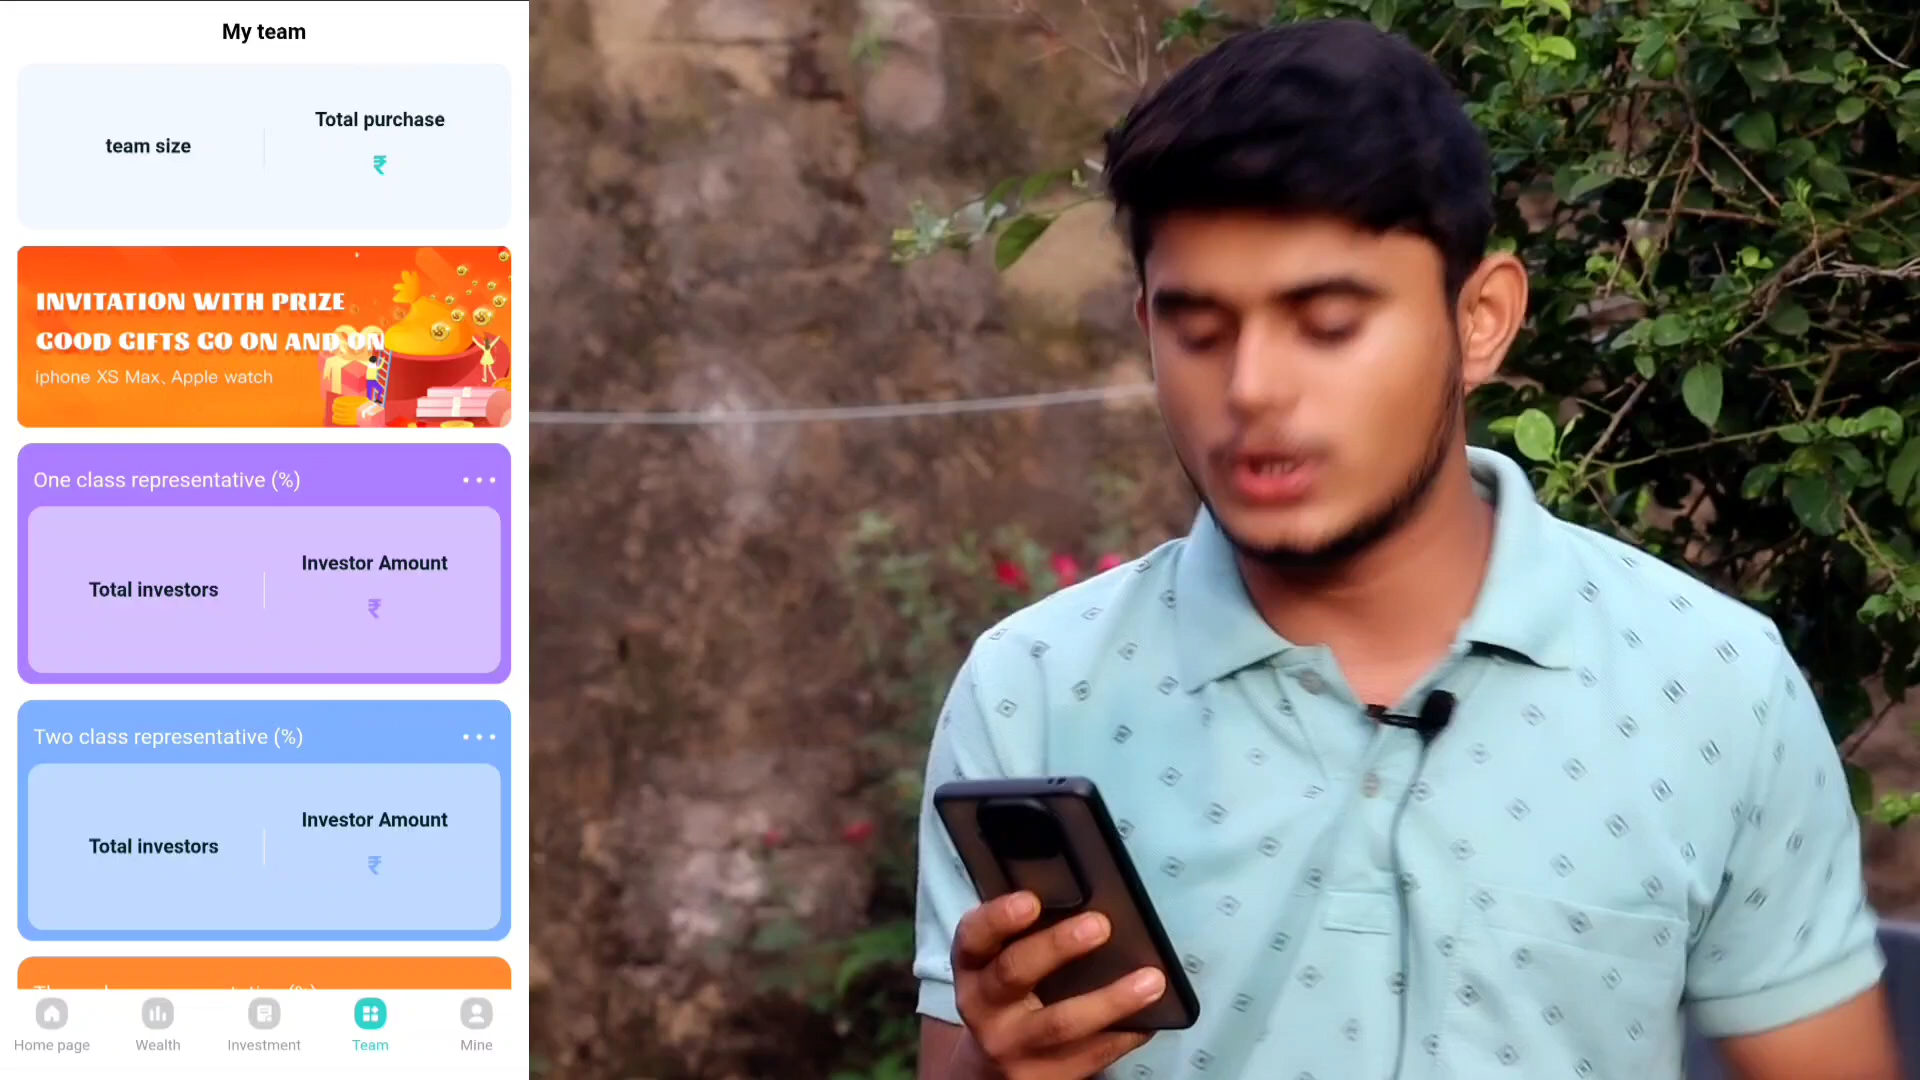 My team
team size
Total purchase
₹
INVITATION WITH PRIZE
GOOD GIFTS GO ON AND ON
iphone XS Max、Apple watch
One class representative (%)
Total investors
Investor Amount
₹
Two class representative (%)
Total investors
Investor Amount
₹
Home page
Wealth
Investment
Team
Mine